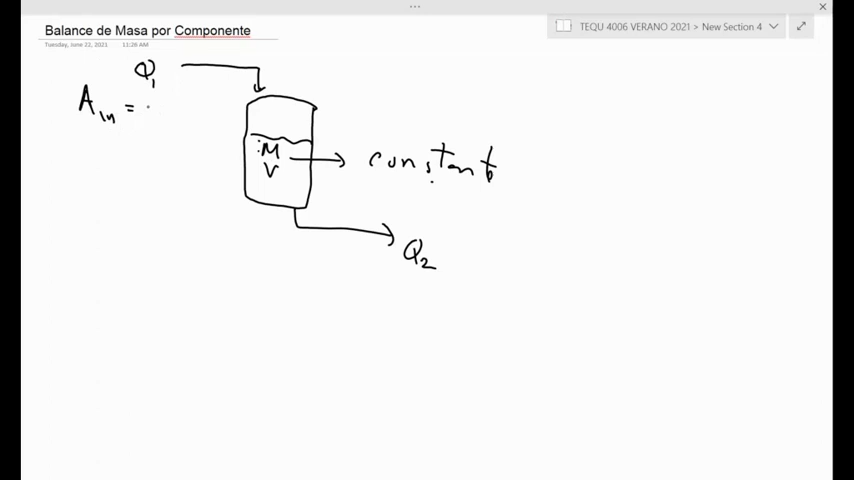 Balance de Masa por Componente
Tuesday, June 22, 2021 11:26 AM
TEQU 4006 VERANO 2021 > New Section 4
Q1
Ain =
M
V
constant
Q2